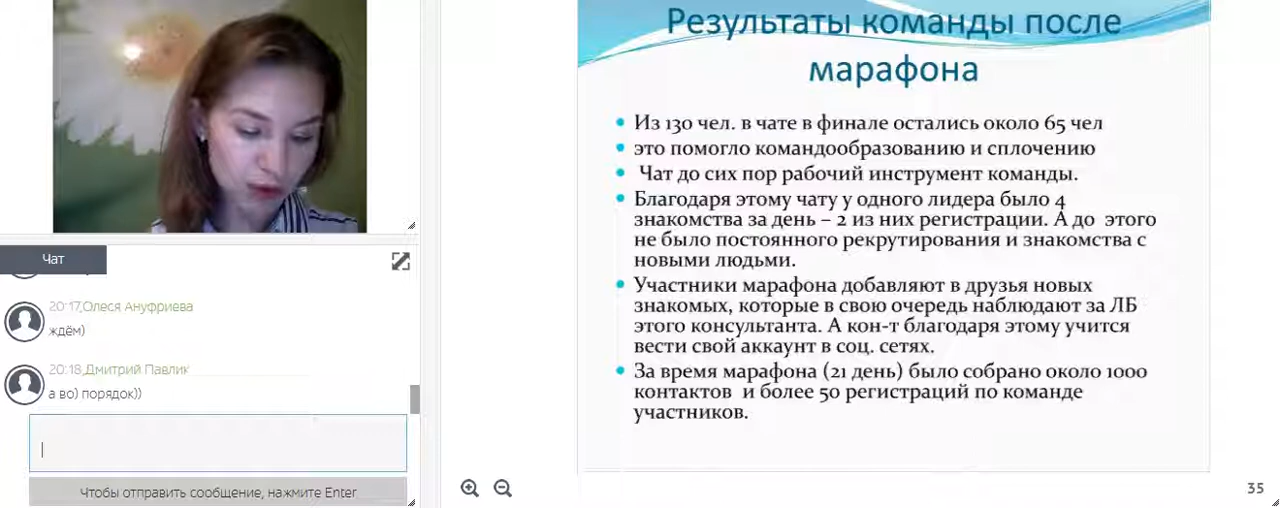 Чат
20:17,Олеся Ануфриева
ждём)
20:18,Дмитрий Павлик
а во) порядок))
Чтобы отправить сообщение, нажмите Enter
Результаты команды после
марафона
Из 130 чел. в чате в финале остались около 65 чел
это помогло командообразованию и сплочению
Чат до сих пор рабочий инструмент команды.
Благодаря этому чату у одного лидера было 4
знакомства за день – 2 из них регистрации. А до этого
не было постоянного рекрутирования и знакомства с
новыми людьми.
Участники марафона добавляют в друзья новых
знакомых, которые в свою очередь наблюдают за ЛБ
этого консультанта. А кон-т благодаря этому учится
вести свой аккаунт в соц. сетях.
За время марафона (21 день) было собрано около 1000
контактов и более 50 регистраций по команде
участников.
35